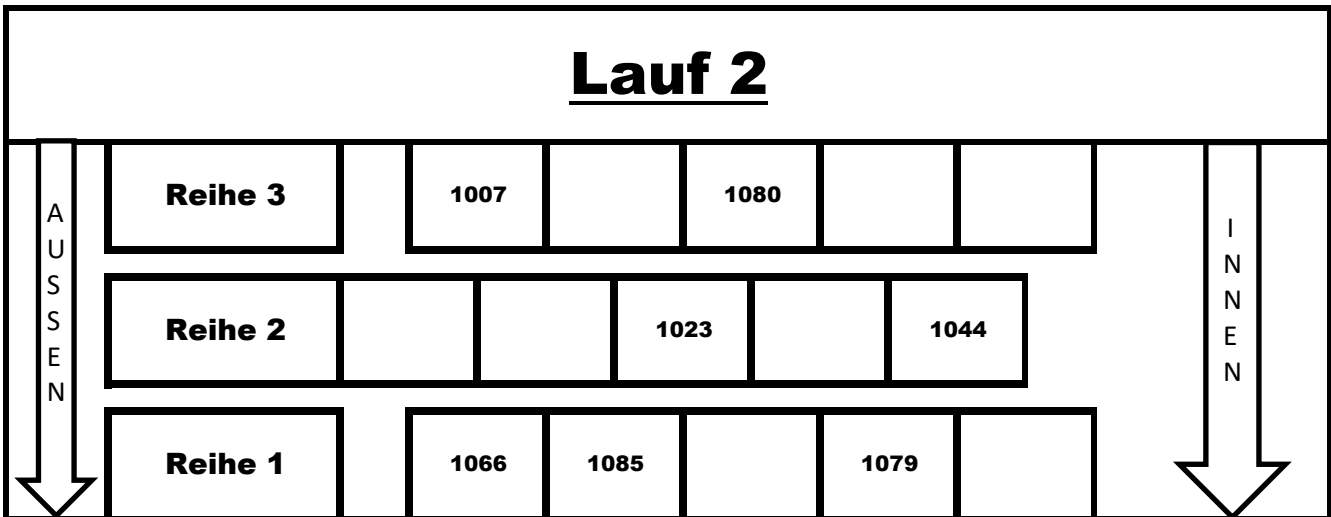 Lauf 2
AUSSEN
INNEN
Reihe 3 1007 1080
Reihe 2 1023 1044
Reihe 1 1066 1085 1079